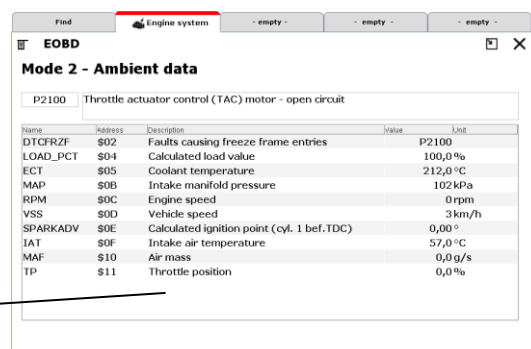 Find Engine system - empty - - empty - - empty -
EOBD
Mode 2 - Ambient data
P2100 Throttle actuator control (TAC) motor - open circuit
Name Address Description Value Unit
DTCFRZF $02 Faults causing freeze frame entries P2100
LOAD_PCT $04 Calculated load value 100,0 %
ECT $05 Coolant temperature 212,0 °C
MAP $0B Intake manifold pressure 102 kPa
RPM $0C Engine speed 0 rpm
VSS $0D Vehicle speed 3 km/h
SPARKADV $0E Calculated ignition point (cyl. 1 bef.TDC) 0,00 °
IAT $0F Intake air temperature 57,0 °C
MAF $10 Air mass 0,0 g/s
TP $11 Throttle position 0,0 %